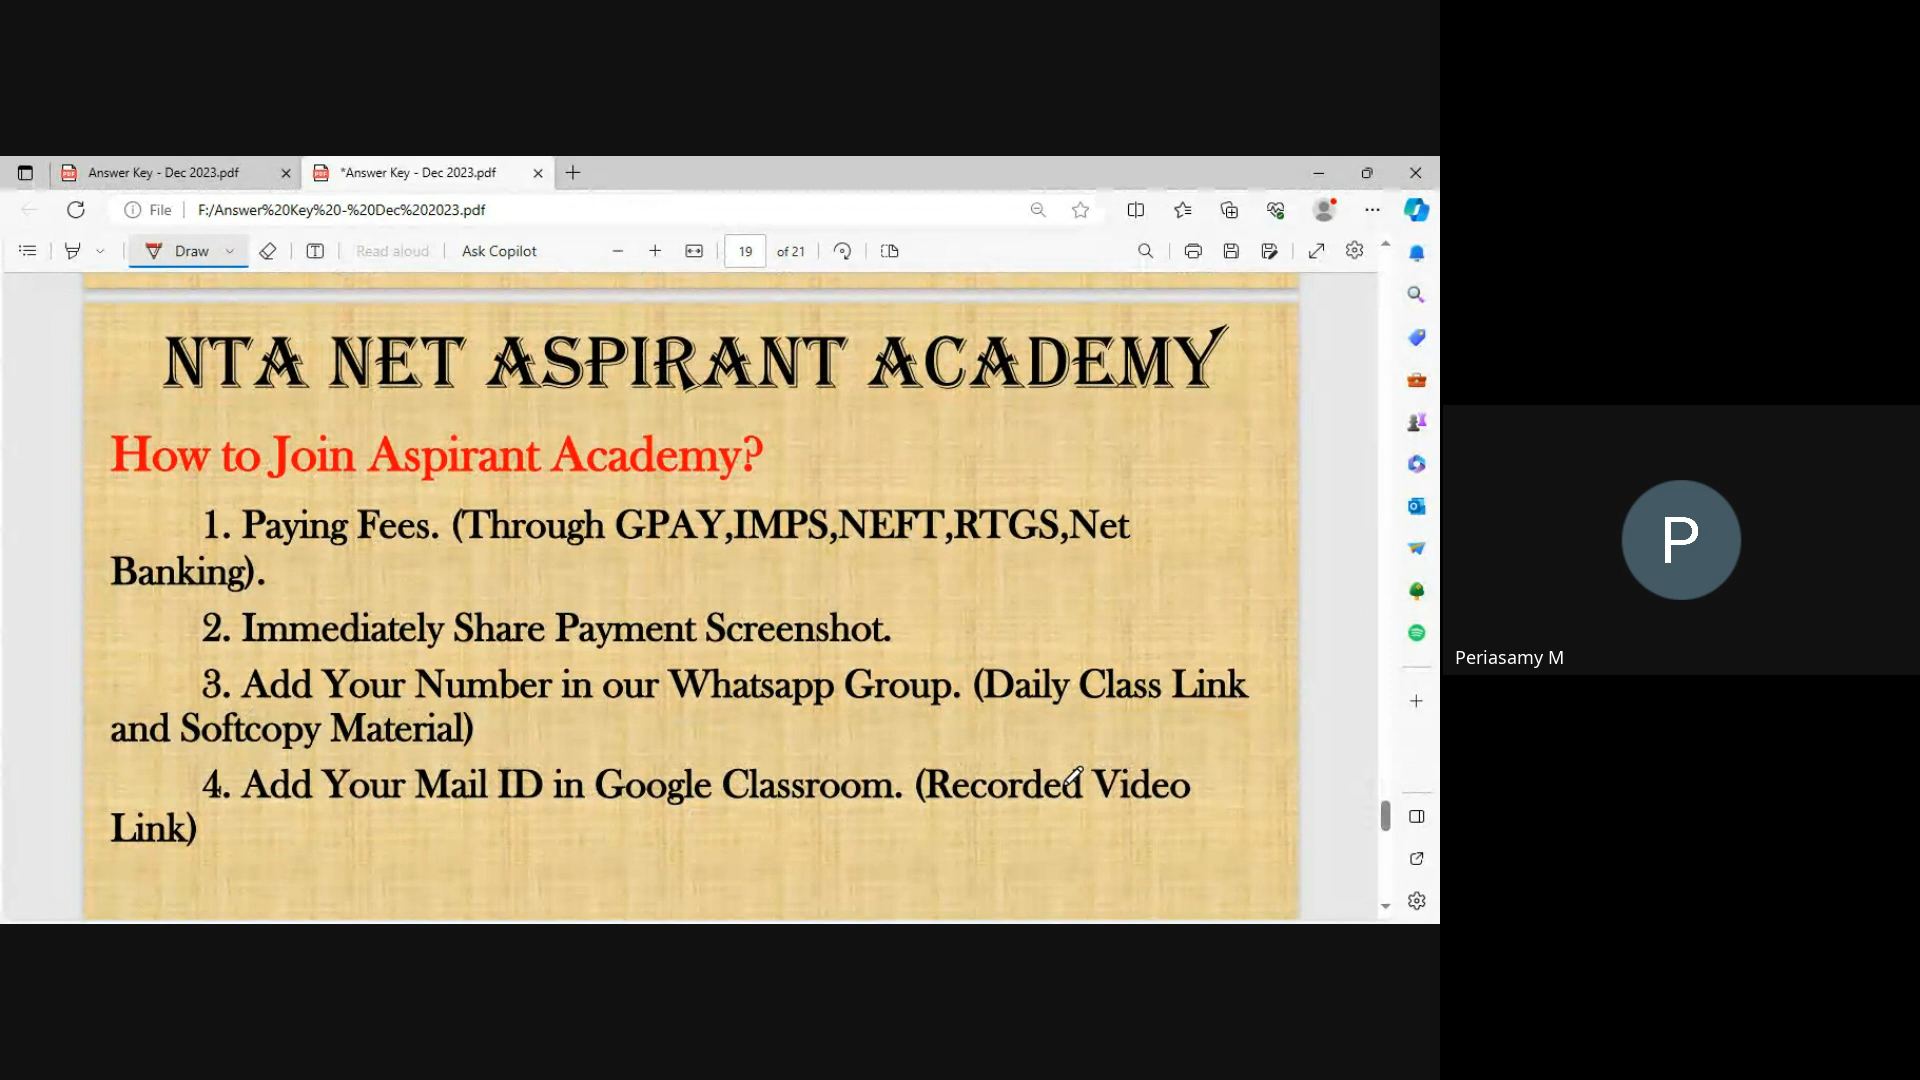 Answer Key - Dec 2023.pdf
*Answer Key - Dec 2023.pdf
File
F:/Answer%20Key%20-%20Dec%202023.pdf
Draw
Read aloud
Ask Copilot
19
of 21
NTA NET ASPIRANT ACADEMY
How to Join Aspirant Academy?
1. Paying Fees. (Through GPAY,IMPS,NEFT,RTGS,Net
Banking).
2. Immediately Share Payment Screenshot.
3. Add Your Number in our Whatsapp Group. (Daily Class Link
and Softcopy Material)
4. Add Your Mail ID in Google Classroom. (Recorded Video
Link)
P
Periasamy M